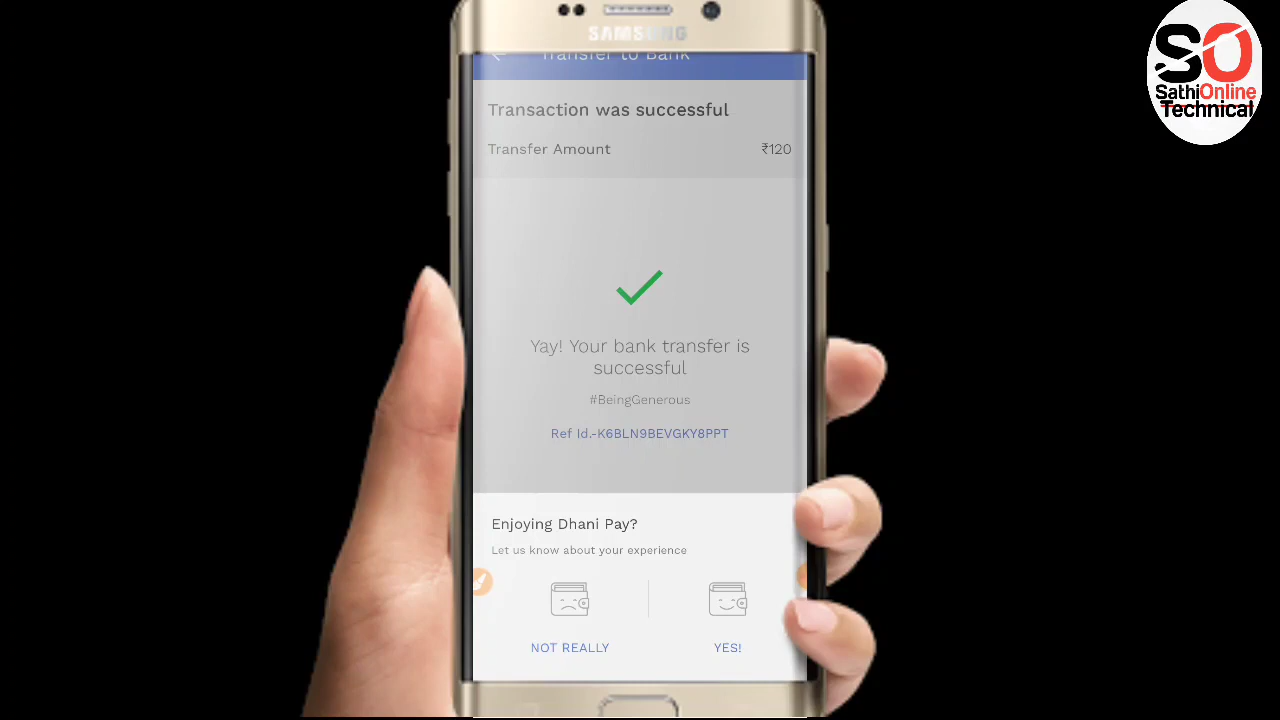 SAMSUNG
Transfer to Bank
Transaction was successful
Transfer Amount ₹120
Yay! Your bank transfer is
successful
#BeingGenerous
Ref Id.-K6BLN9BEVGKY8PPT
Enjoying Dhani Pay?
Let us know about your experience
NOT REALLY YES!
SO
SathiOnline
Technical